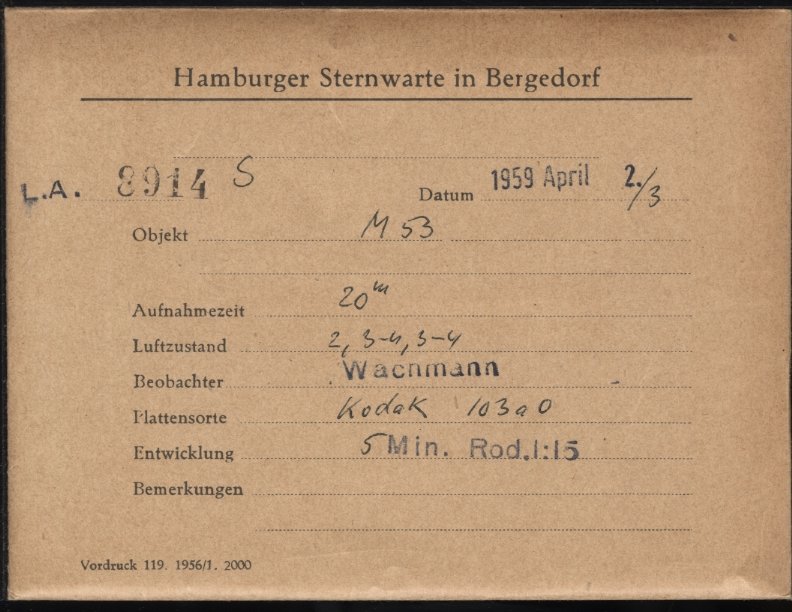 Hamburger Sternwarte in Bergedorf
L.A. 8914 S Datum 1959 April 2./3
Objekt M 53
Aufnahmezeit 20m
Luftzustand 2, 3-4, 3-4
Beobachter Wachmann
Plattensorte Kodak 103a0
Entwicklung 5 Min. Rod.1:15
Bemerkungen
Vordruck 119. 1956/1. 2000